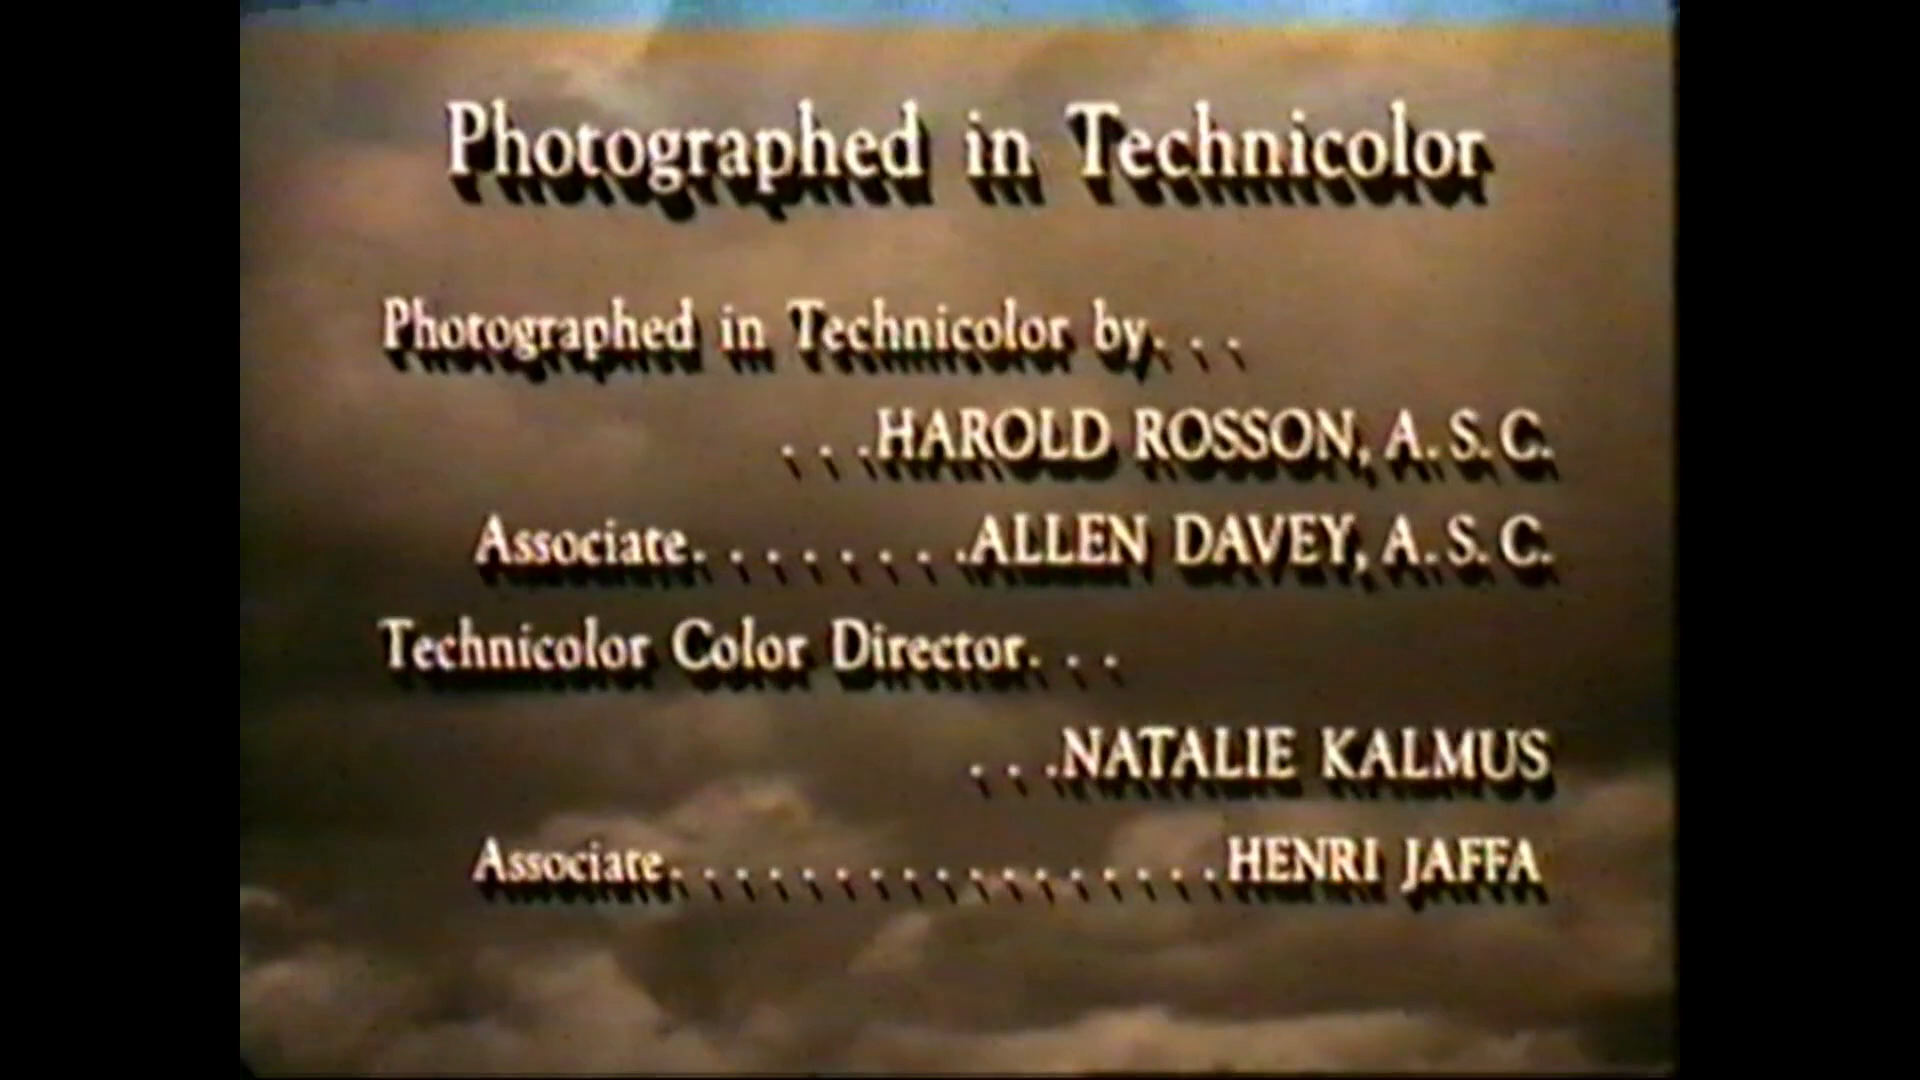 Photographed in Technicolor
Photographed in Technicolor by. . .
. . .HAROLD ROSSON, A. S. C.
Associate. . . . . . . .ALLEN DAVEY, A. S. C.
Technicolor Color Director. . .
. . .NATALIE KALMUS
Associate. . . . . . . . . . . . . . . . .HENRI JAFFA